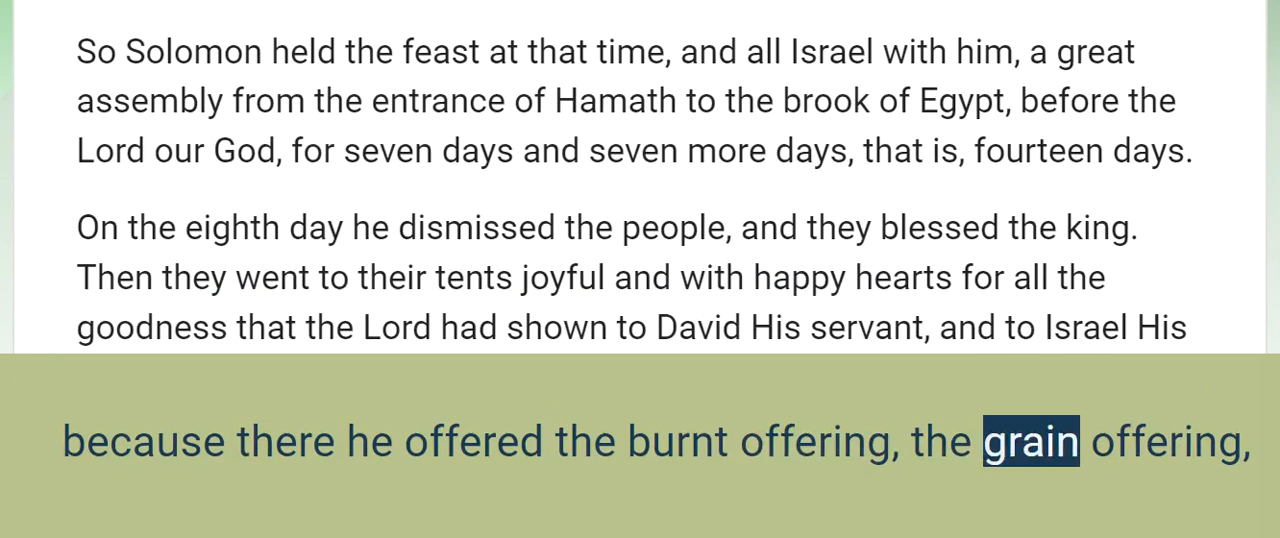 So Solomon held the feast at that time, and all Israel with him, a great
assembly from the entrance of Hamath to the brook of Egypt, before the
Lord our God, for seven days and seven more days, that is, fourteen days.
On the eighth day he dismissed the people, and they blessed the king.
Then they went to their tents joyful and with happy hearts for all the
goodness that the Lord had shown to David His servant, and to Israel His
because there he offered the burnt offering, the grain offering,